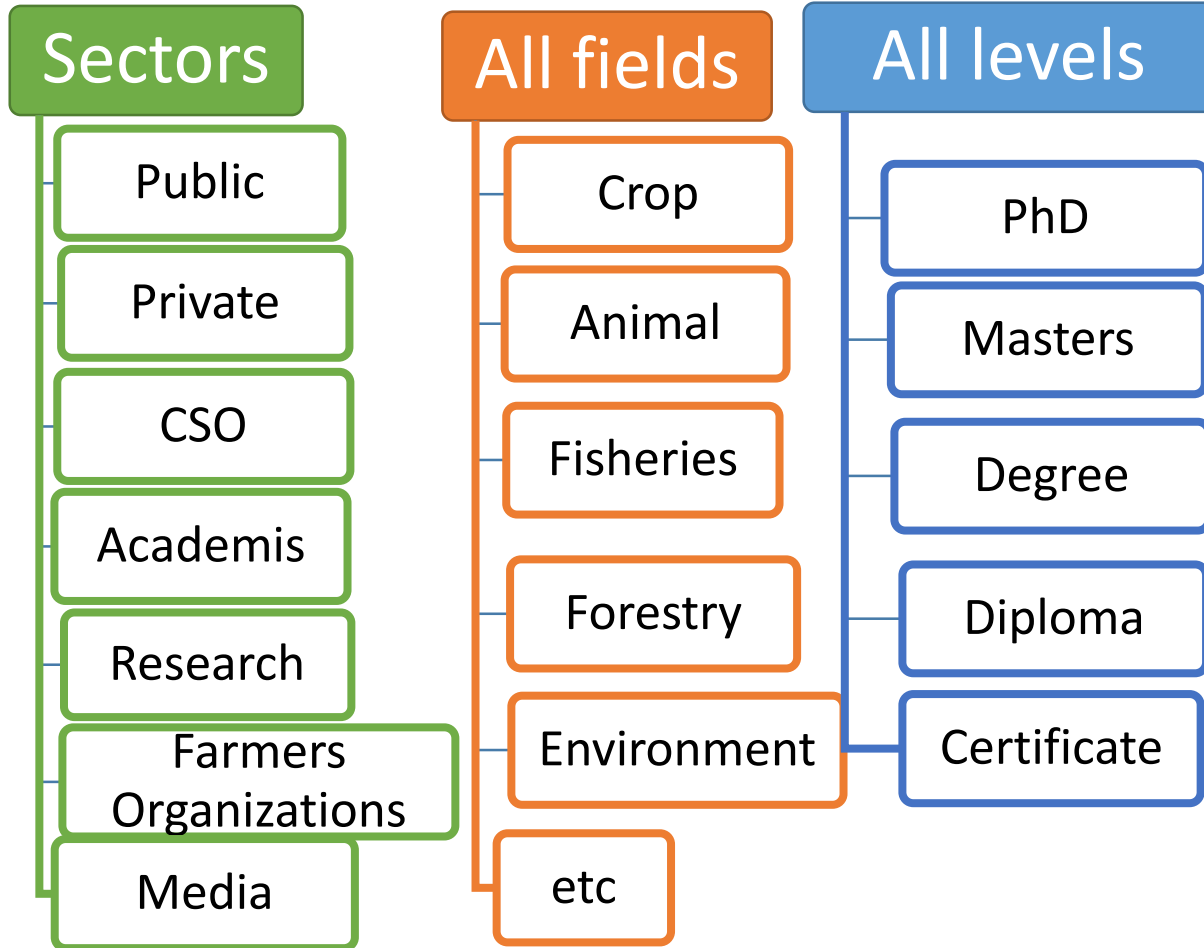 Sectors
Public
Private
CSO
Academis
Research
Farmers
Organizations
Media
All fields
Crop
Animal
Fisheries
Forestry
Environment
etc
All levels
PhD
Masters
Degree
Diploma
Certificate